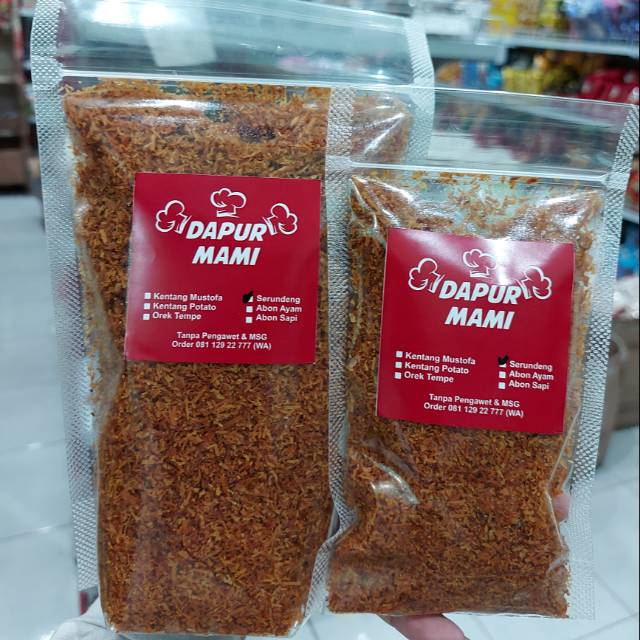 DAPUR
MAMI
Kentang Mustofa
Kentang Potato
Orek Tempe
Serundeng
Abon Ayam
Abon Sapi
Tanpa Pengawet & MSG
Order 081 129 22 777 (WA)
DAPUR
MAMI
Kentang Mustofa
Kentang Potato
Orek Tempe
Serundeng
Abon Ayam
Abon Sapi
Tanpa Pengawet & MSG
Order 081 129 22 777 (WA)